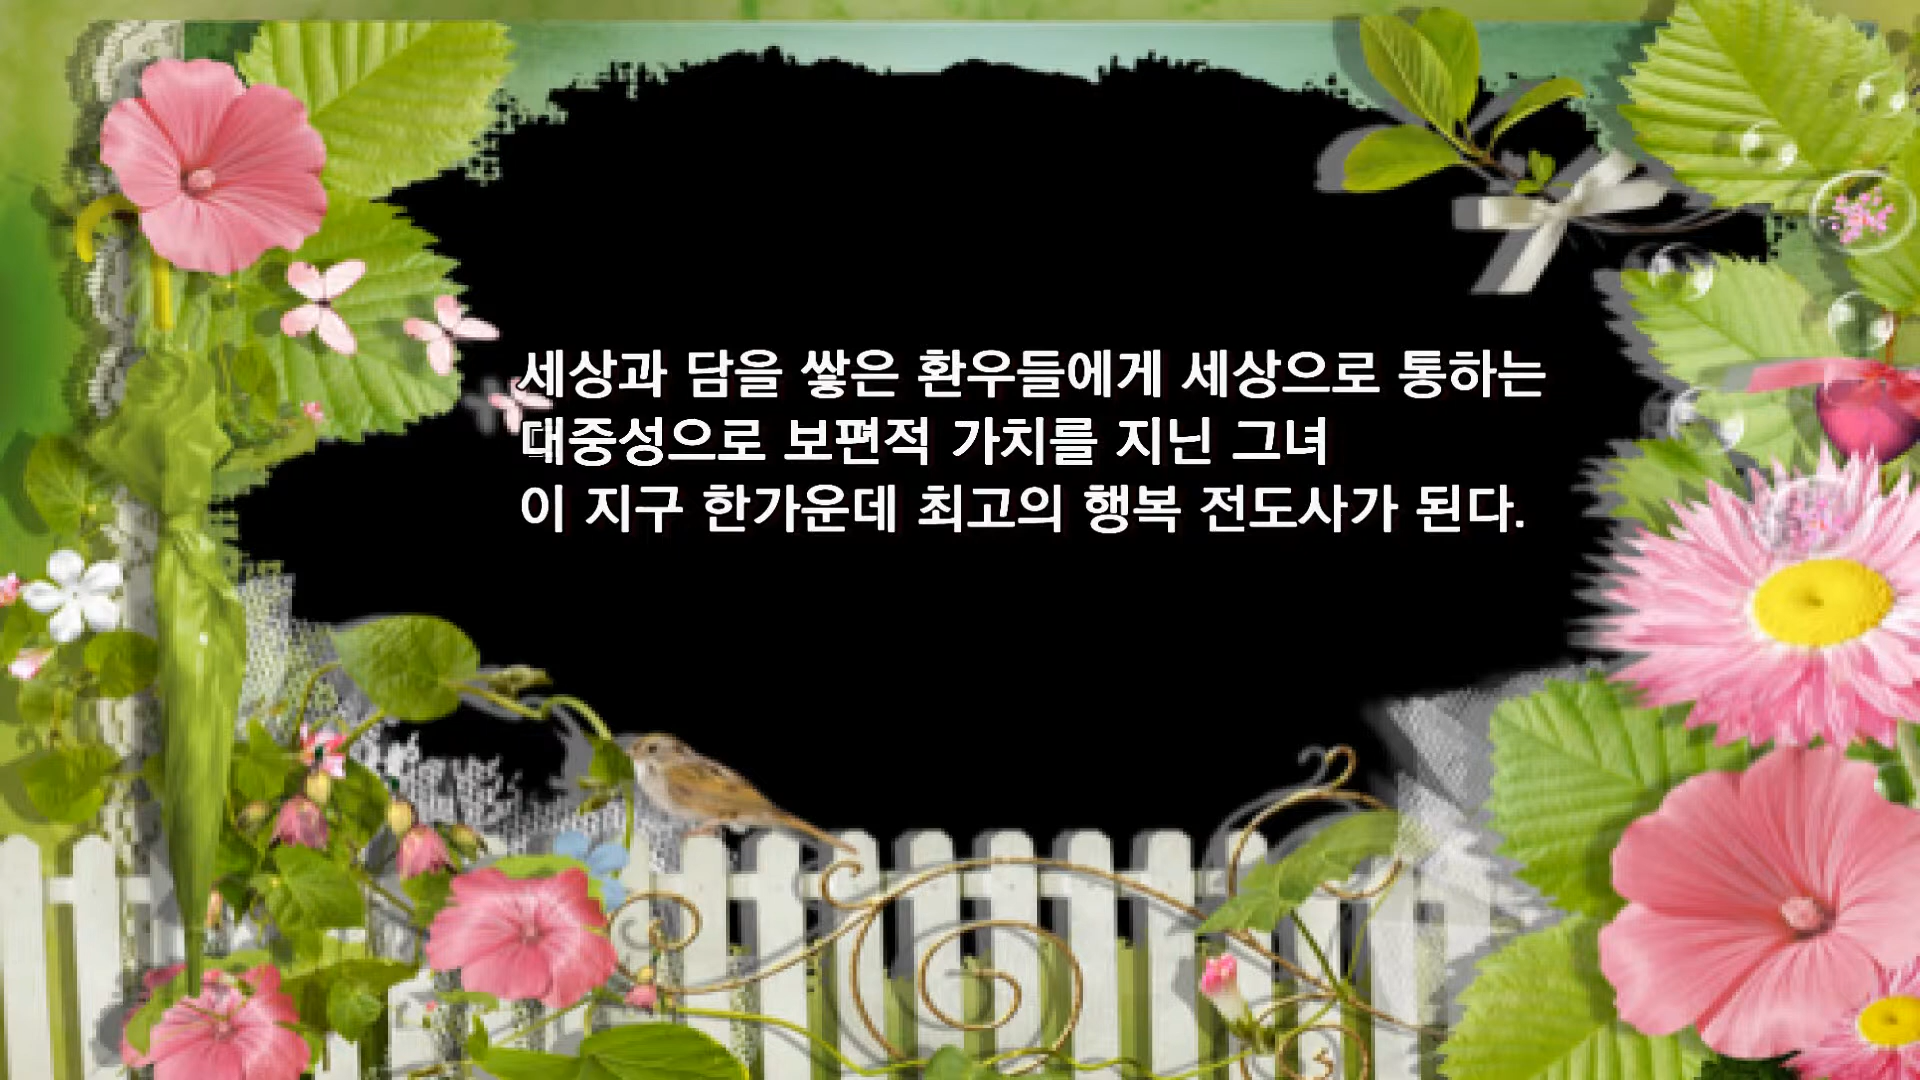 세상과 담을 쌓은 환우들에게 세상으로 통하는
대중성으로 보편적 가치를 지닌 그녀
이 지구 한가운데 최고의 행복 전도사가 된다.